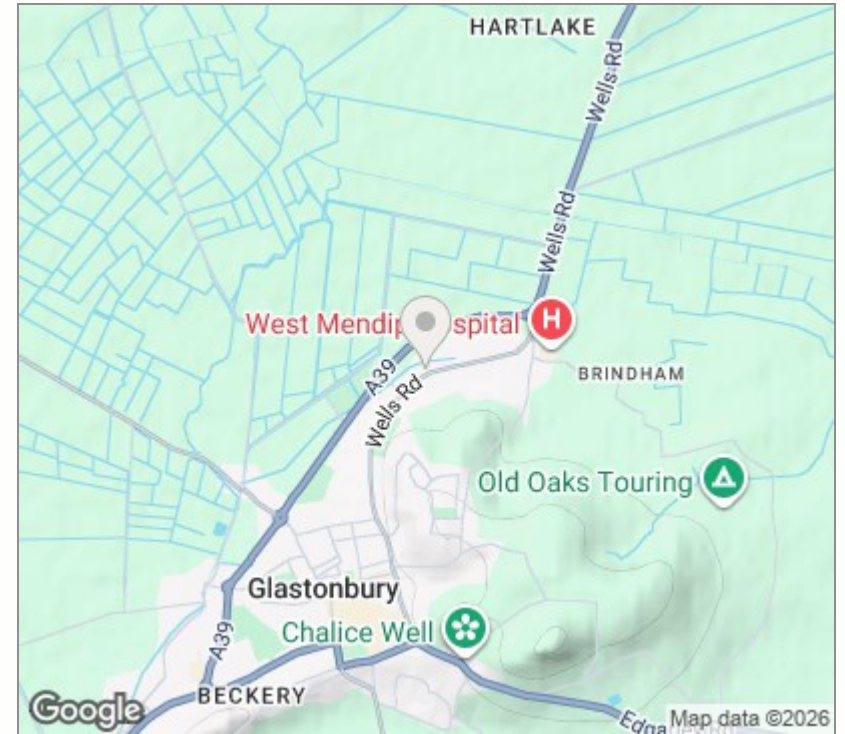 HARTLAKE
Wells Rd
Wells Rd
West Mendip Hospital
H
BRINDHAM
A39
Wells Rd
Old Oaks Touring
Glastonbury
Chalice Well
A39
BECKERY
Google
Map data ©2026